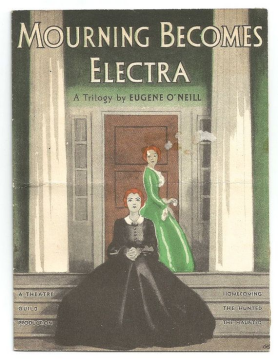 MOURNING BECOMES
ELECTRA
A Trilogy by EUGENE O'NEILL
A THEATRE
GUILD
PRODUCTION
HOMECOMING
THE HUNTED
THE HAUNTED